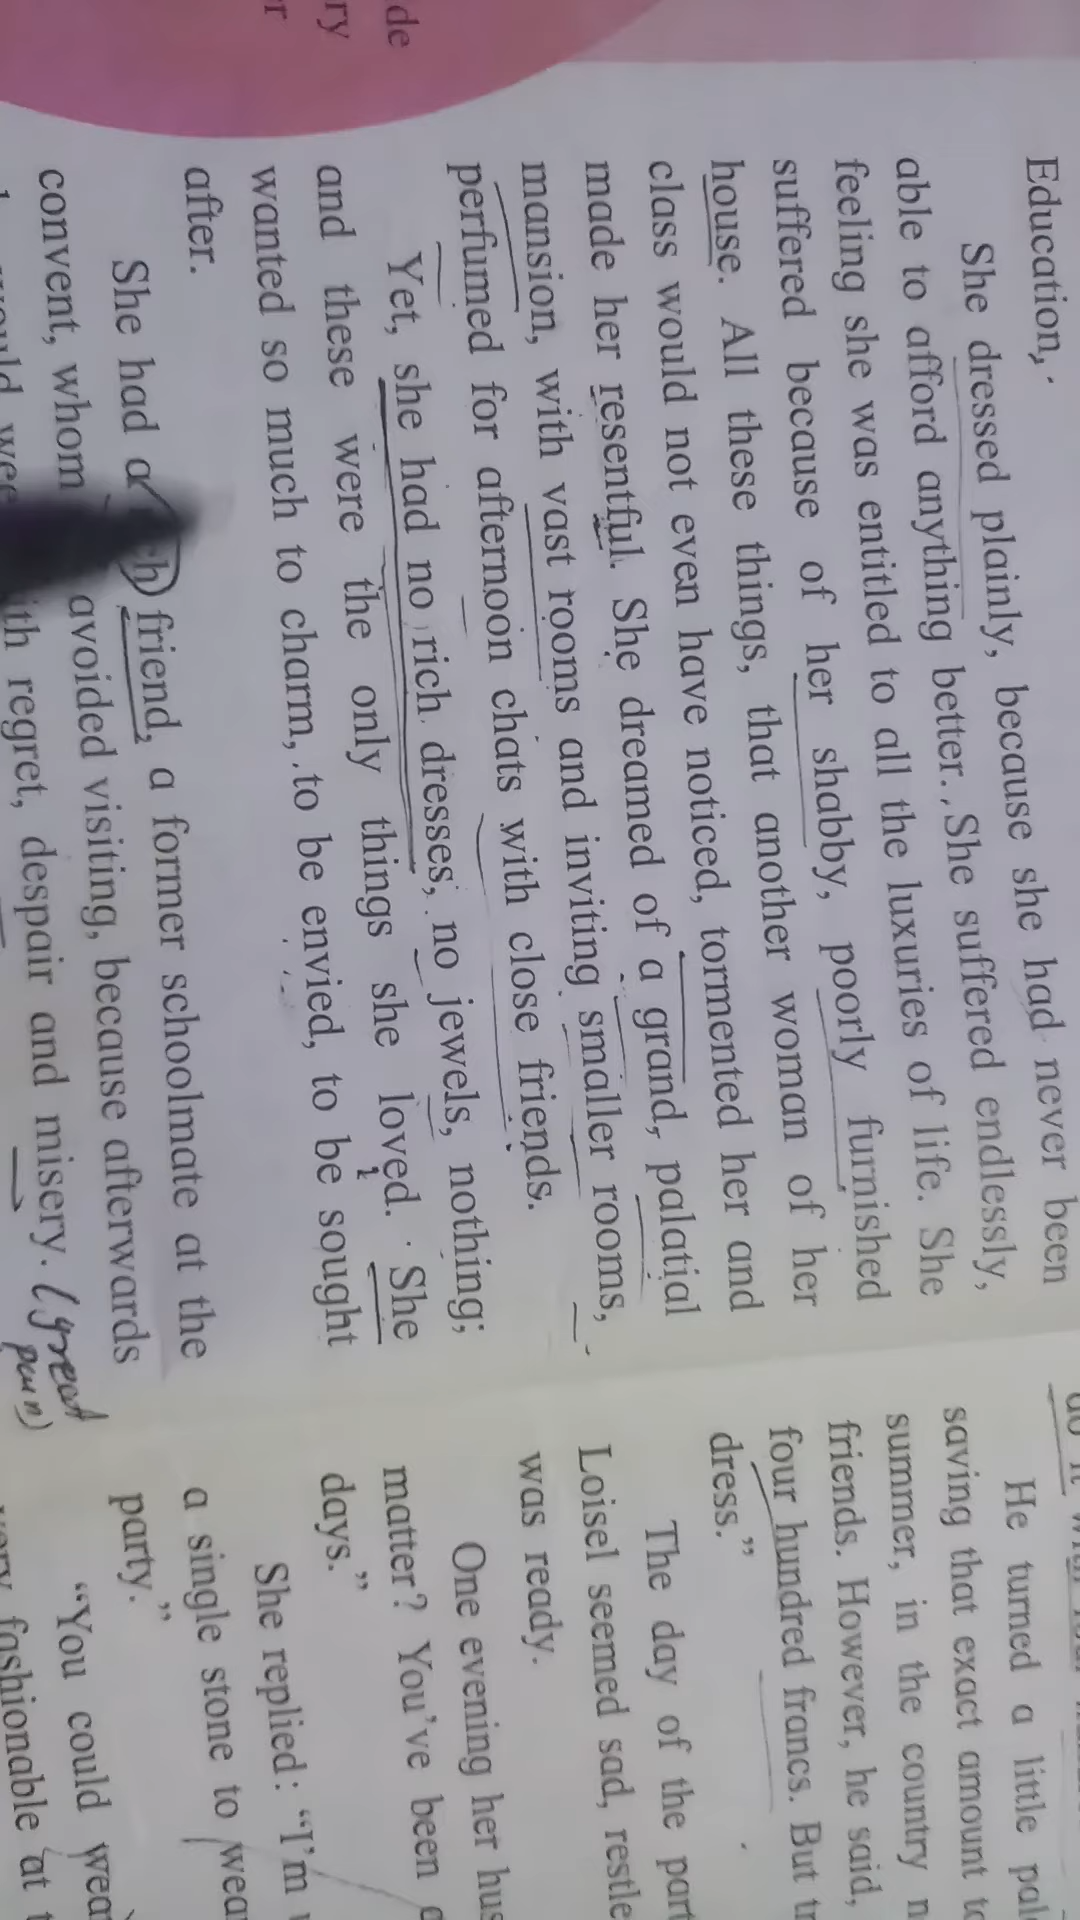 de
ry
er
Education,
She dressed plainly, because she had never been
able to afford anything better. She suffered endlessly,
feeling she was entitled to all the luxuries of life. She
suffered because of her shabby, poorly furnished
house. All these things, that another woman of her
class would not even have noticed, tormented her and
made her resentful. She dreamed of a grand, palatial
mansion, with vast rooms and inviting smaller rooms,
perfumed for afternoon chats with close friends.
Yet, she had no rich dresses, no jewels, nothing;
and these were the only things she loved. She
wanted so much to charm, to be envied, to be sought
after.
She had a friend, a former schoolmate at the
convent, whom avoided visiting, because afterwards
regret, despair and misery. (great
pain)
He turned a little pal
saving that exact amount to
summer, in the country n
friends. However, he said,
four hundred francs. But tr
dress.”
The day of the part
Loisel seemed sad, restle
was ready.
One evening her hus
matter? You’ve been
days.”
She replied: “I’m
a single stone to wear
party.”
“You could wear
very fashionable at t